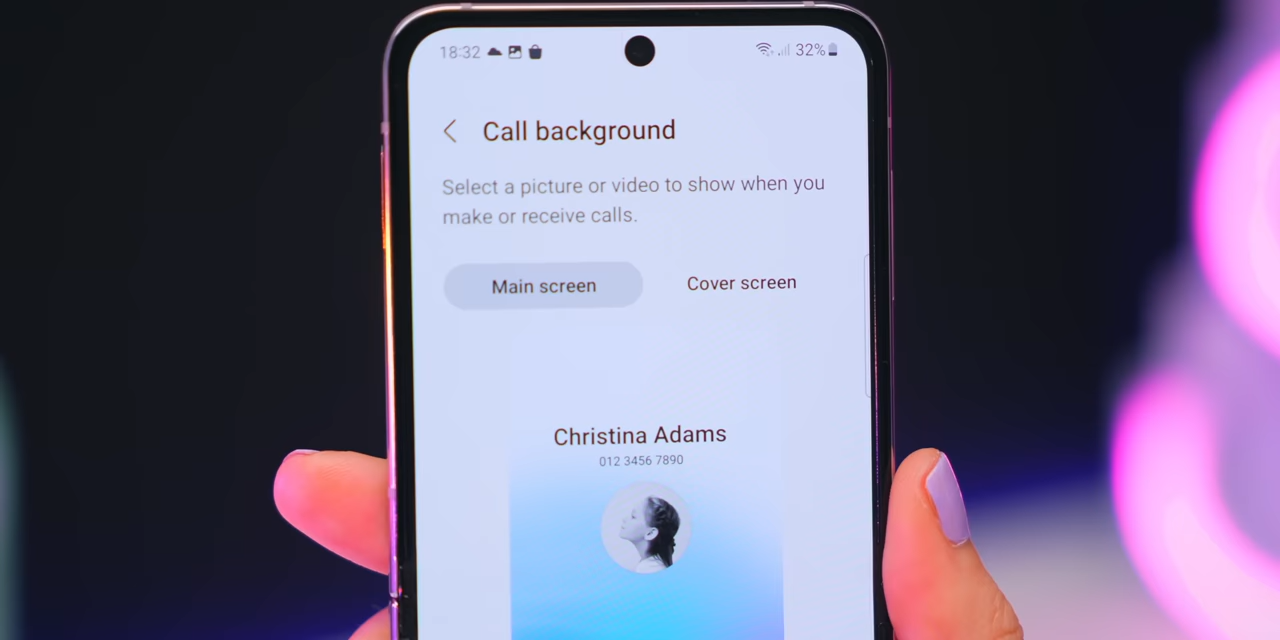 18:32 32%
Call background
Select a picture or video to show when you
make or receive calls.
Main screen Cover screen
Christina Adams
012 3456 7890